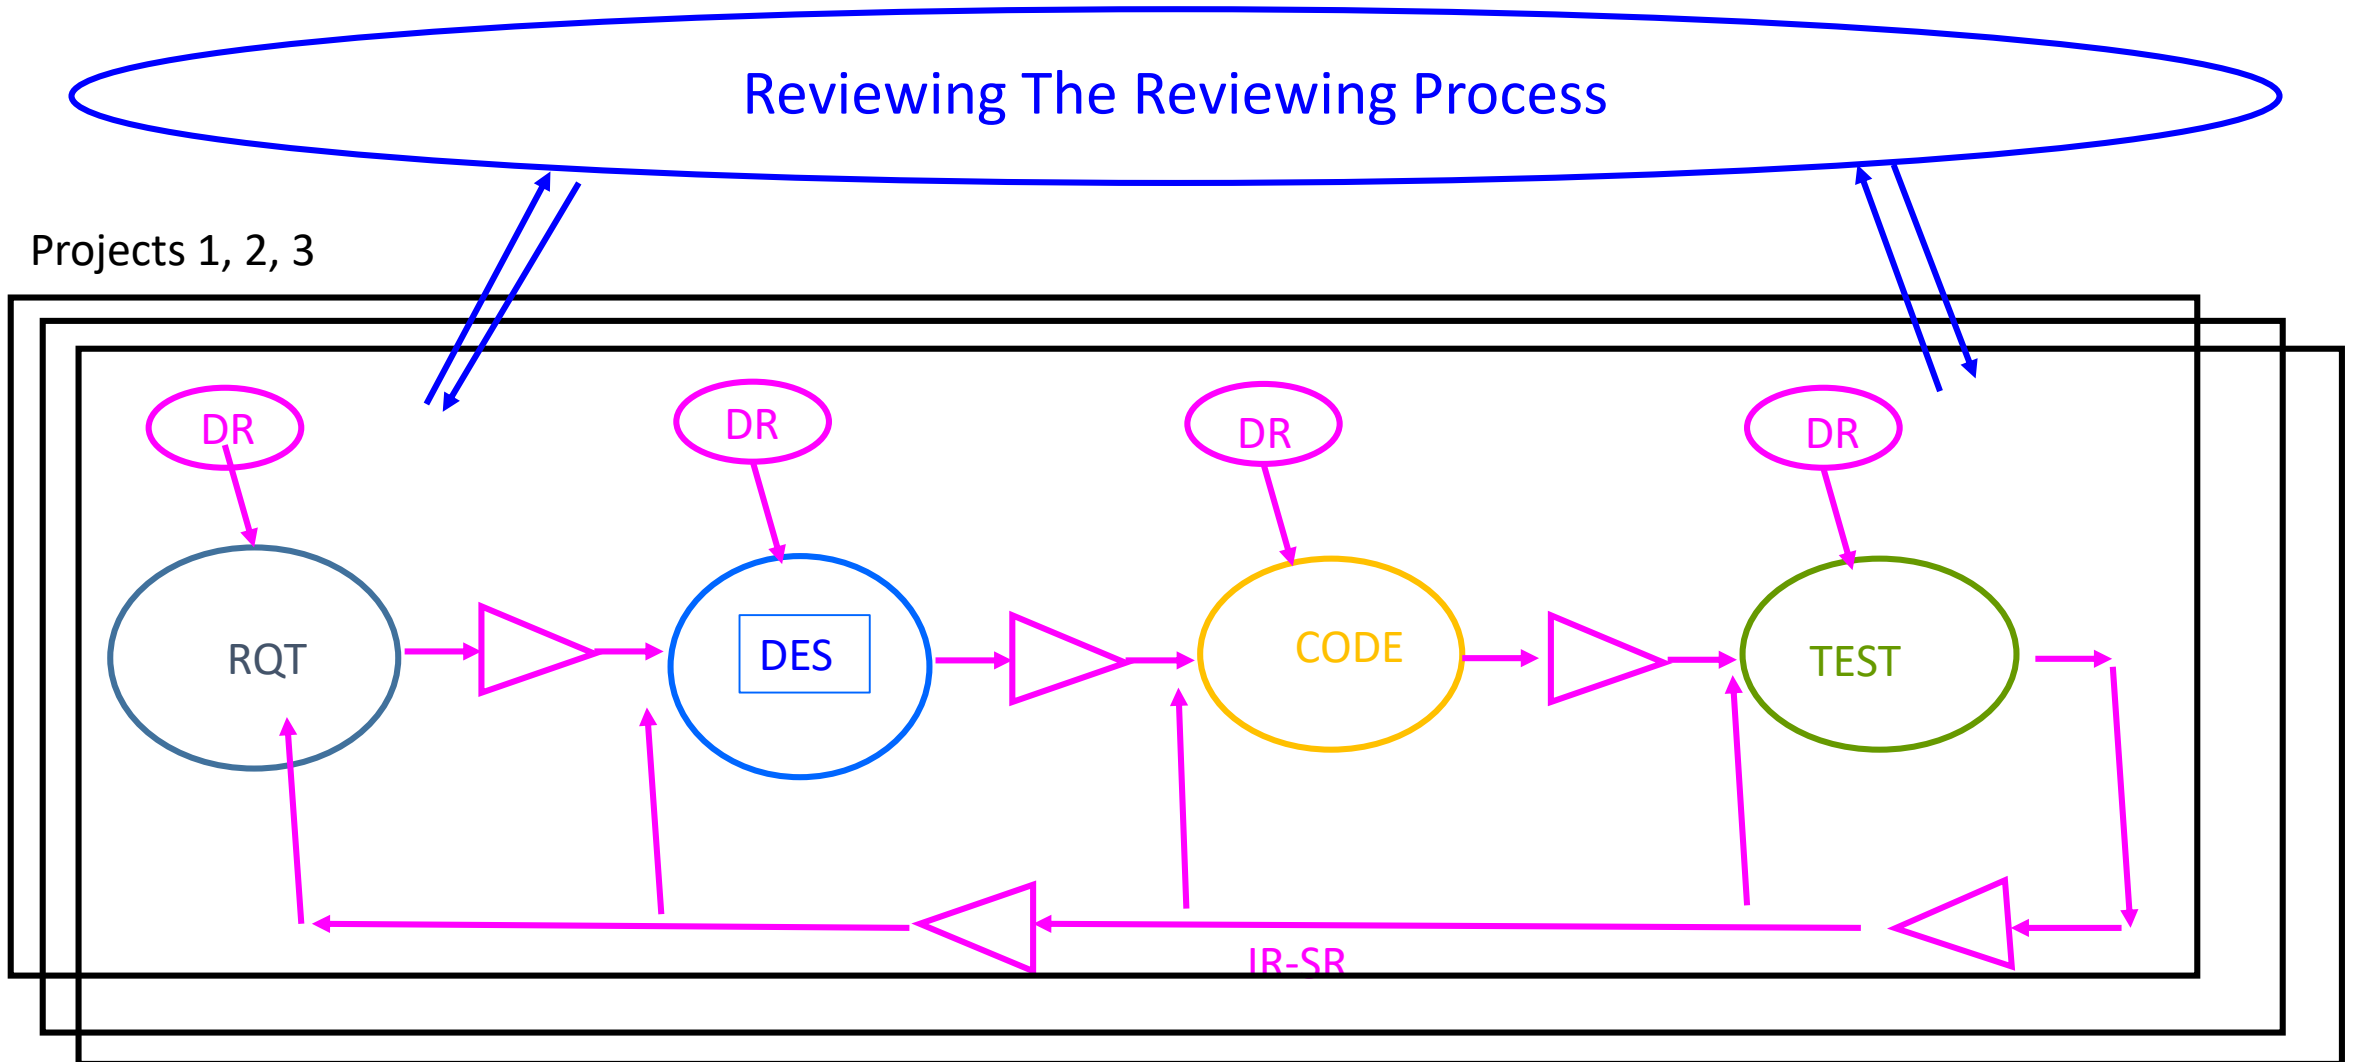 Reviewing The Reviewing Process
Projects 1, 2, 3
DR
DR
DR
DR
RQT
DES
CODE
TEST
IR-SR